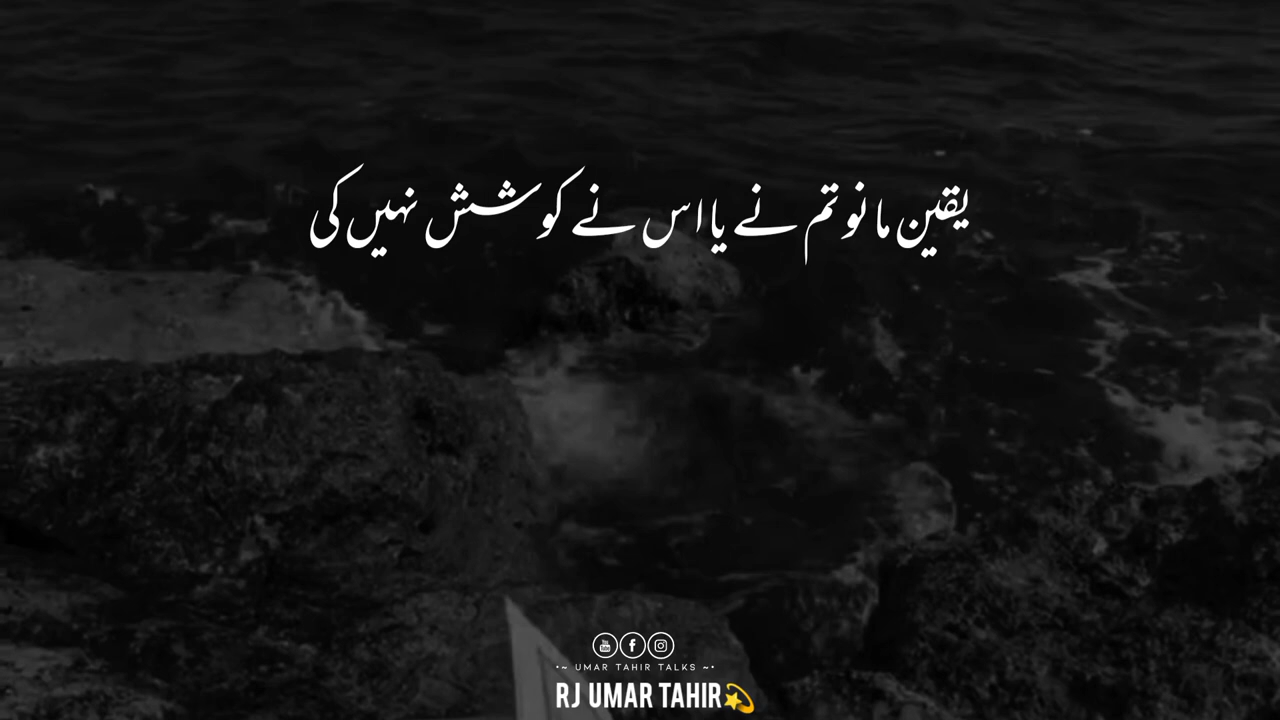 یقین مانو تم نے یا اس نے کوشش نہیں کی
·~ UMAR TAHIR TALKS ~·
RJ UMAR TAHIR💫